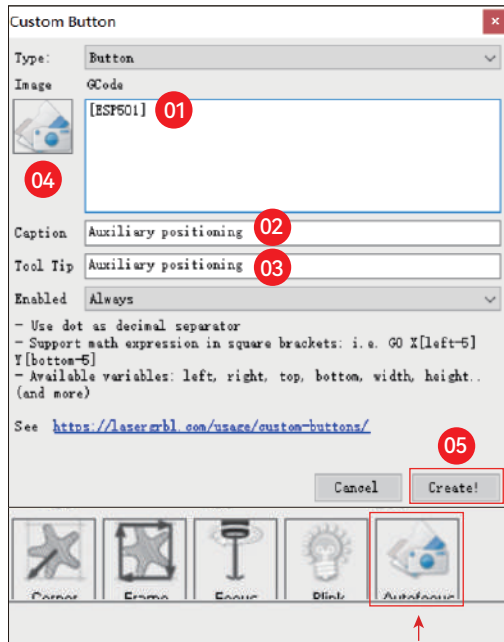 Custom Button
Type: Button
Image GCode
[ESP501] 01
04
Caption Auxiliary positioning 02
Tool Tip Auxiliary positioning 03
Enabled Always
- Use dot as decimal separator
- Support math expression in square brackets: i.e. G0 X[left-5]
Y[bottom-5]
- Available variables: left, right, top, bottom, width, height..
(and more)
See https://lasergrbl.com/usage/custom-buttons/
05
Cancel Create!
Corner Frame Focus Blink Autofocus